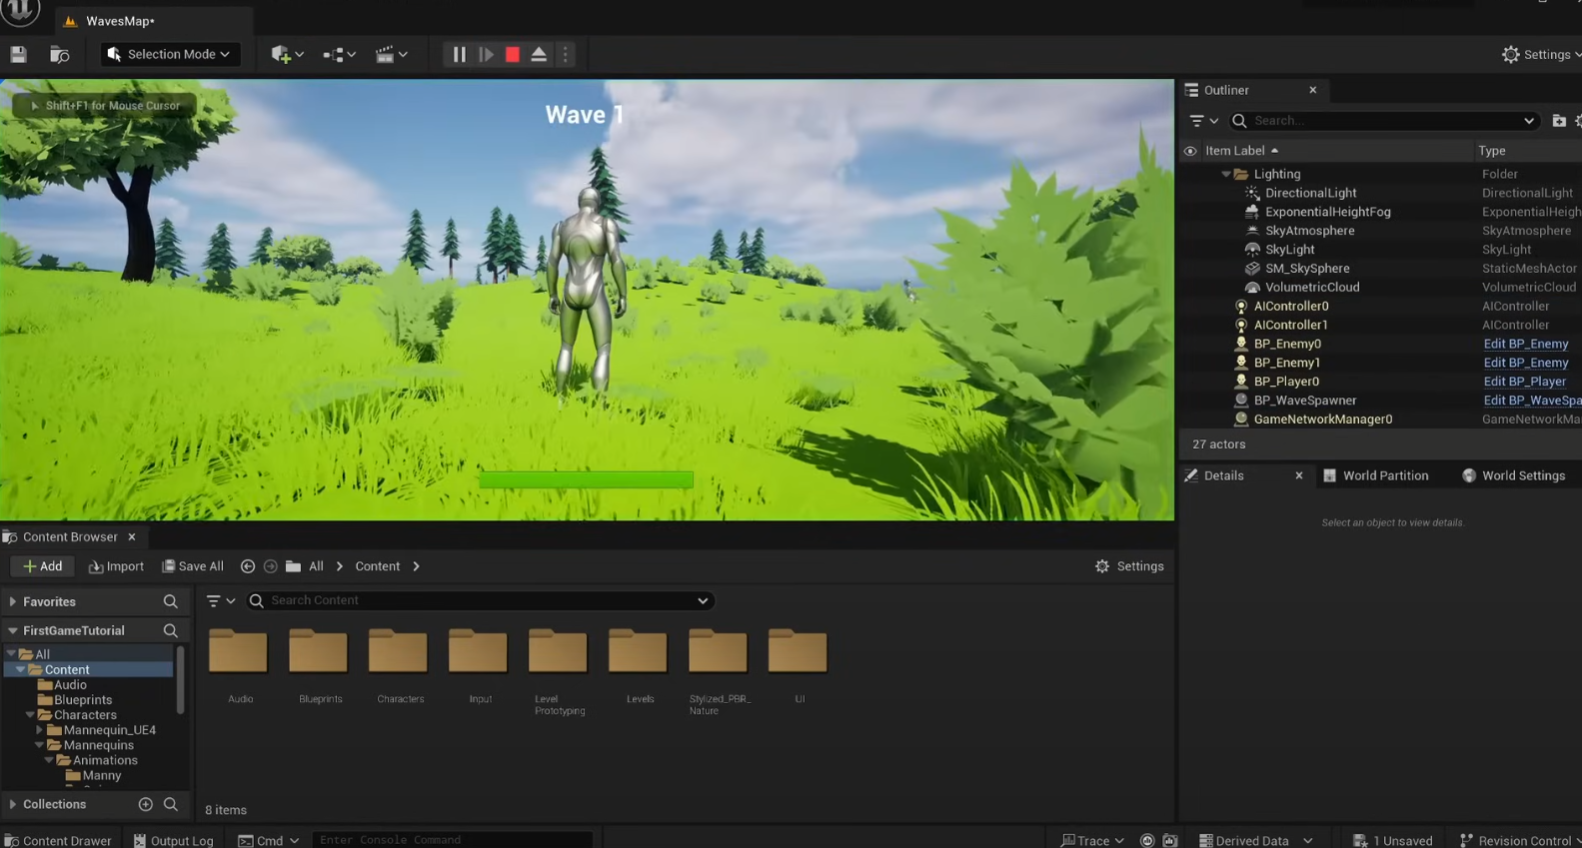 WavesMap•
Selection Mode
Settings
Shift+F1 for Mouse Cursor
Wave 1
Outliner
Search...
Item Label
Type
Lighting
Folder
DirectionalLight
DirectionalLight
ExponentialHeightFog
ExponentialHeigh
SkyAtmosphere
SkyAtmosphere
SkyLight
SkyLight
SM_SkySphere
StaticMeshActor
VolumetricCloud
VolumetricCloud
AIController0
AIController
AIController1
AIController
BP_Enemy0
Edit BP_Enemy
BP_Enemy1
Edit BP_Enemy
BP_Player0
Edit BP_Player
BP_WaveSpawner
Edit BP_WaveSpa
GameNetworkManager0
GameNetworkMa
27 actors
Details
World Partition
World Settings
Select an object to view details.
Content Browser
Add
Import
Save All
All
Content
Settings
Favorites
Search Content
FirstGameTutorial
All
Content
Audio
Blueprints
Characters
Mannequin_UE4
Mannequins
Animations
Manny
Collections
Audio
Blueprints
Characters
Input
Level
Prototyping
Levels
Stylized_PBR_
Nature
UI
8 items
Content Drawer
Output Log
Cmd
Enter Console Command
Trace
Derived Data
1 Unsaved
Revision Control